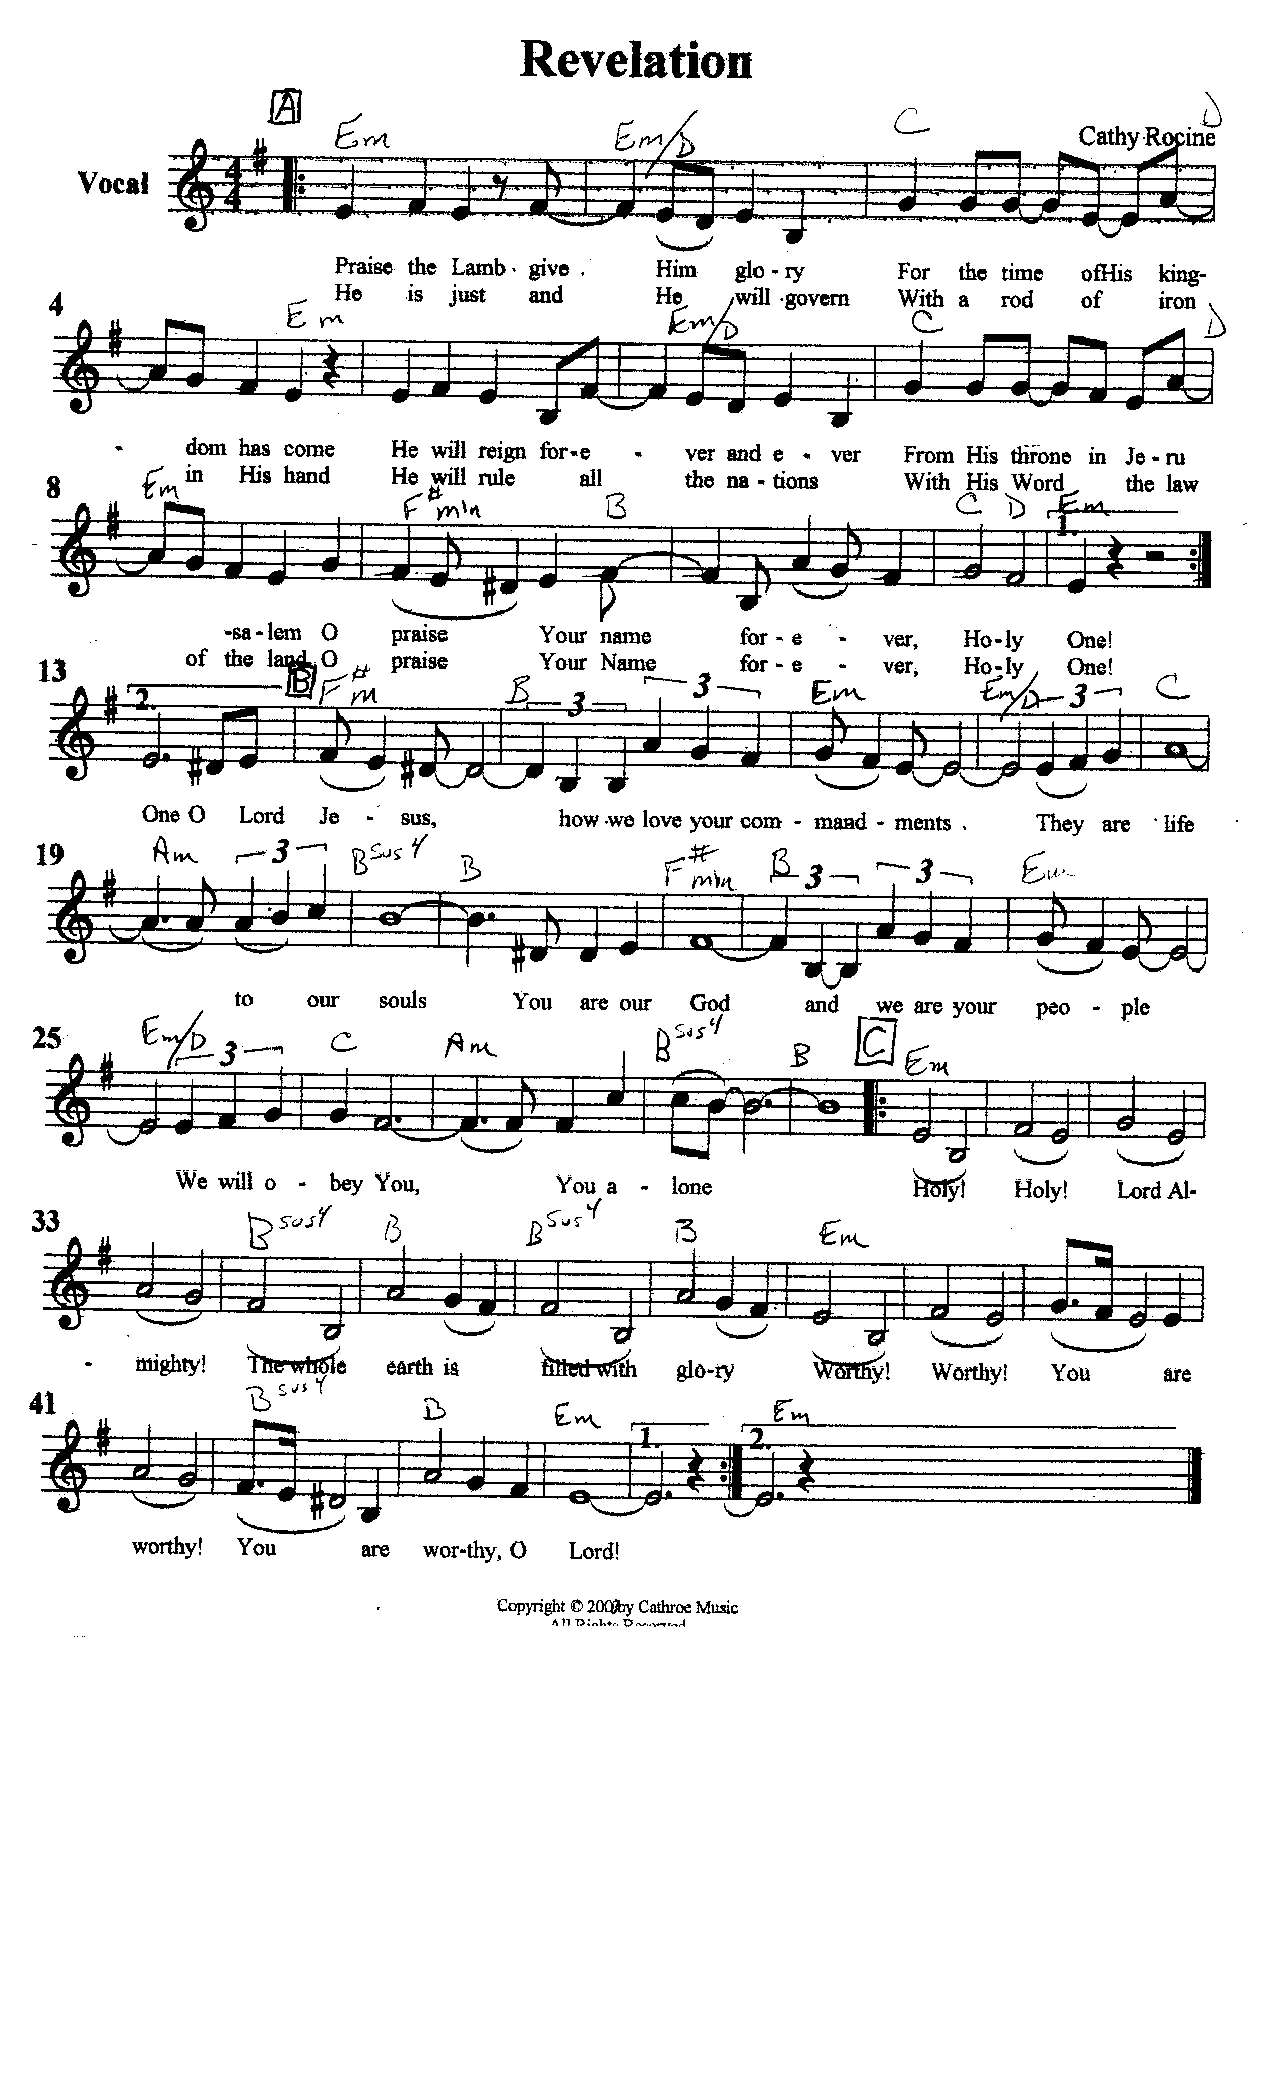 Revelation
A
Em Em/D C D
Cathy Rocine
Vocal
4 4
Praise the Lamb give Him glo - ry For the time ofHis king-
He is just and He will govern With a rod of iron
4
Em Em/D C D
- dom has come He will reign for-e - ver and e - ver From His throne in Je - ru
in His hand He will rule all the na - tions With His Word the law
8
Em F# min B C D Em
1.
-sa - lem O praise Your name for - e - ver, Ho-ly One!
of the land O praise Your Name for - e - ver, Ho-ly One!
13
2. B F#m B 3 3 Em Em/D 3 C
One O Lord Je - sus, how we love your com - mand - ments . They are life
19
Am 3 Bsus4 B F# min B 3 3 Em
to our souls You are our God and we are your peo - ple
25
Em/D 3 C Am Bsus4 B C Em
We will o - bey You, You a - lone Holy! Holy! Lord Al-
33
Bsus4 B Bsus4 B Em
- mighty! The whole earth is filled with glo-ry Worthy! Worthy! You are
41
Bsus4 B Em Em
1. 2.
worthy! You are wor-thy, O Lord!
Copyright © by Cathroe Music
All Rights Reserved